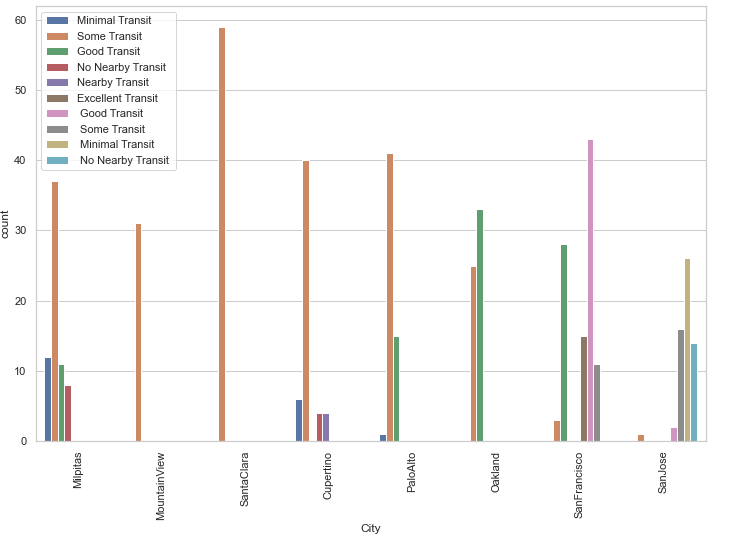 Minimal Transit
Some Transit
Good Transit
No Nearby Transit
Nearby Transit
Excellent Transit
Good Transit
Some Transit
Minimal Transit
No Nearby Transit
60
50
40
30
20
10
0
count
Milpitas
MountainView
SantaClara
Cupertino
PaloAlto
Oakland
SanFrancisco
SanJose
City